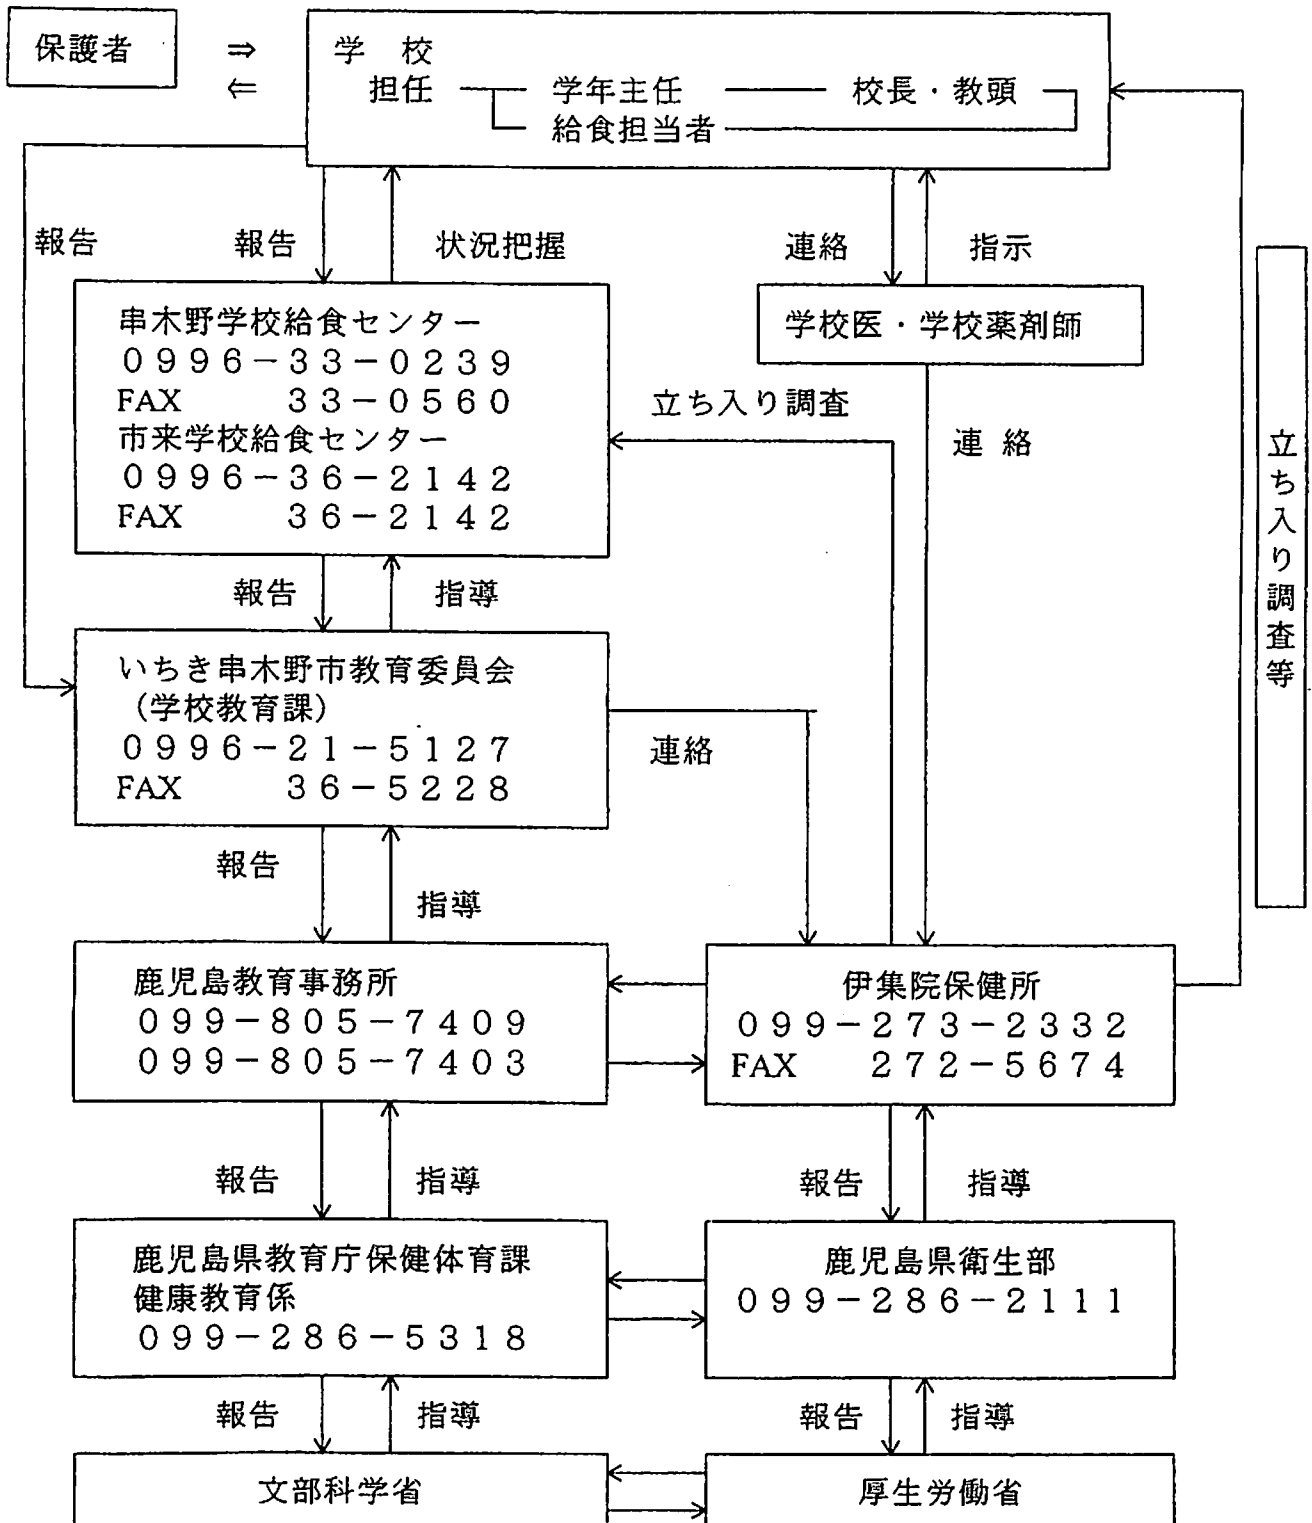 保護者 ⇒ 学 校
⇐ 担任 学年主任 校長・教頭
給食担当者
報告 報告 状況把握 連絡 指示
串木野学校給食センター
0996-33-0239
FAX 33-0560
市来学校給食センター
0996-36-2142
FAX 36-2142
学校医・学校薬剤師
立ち入り調査
連 絡
立ち入り調査等
報告 指導
いちき串木野市教育委員会
(学校教育課)
0996-21-5127
FAX 36-5228
連絡
報告
指導
鹿児島教育事務所
099-805-7409
099-805-7403
伊集院保健所
099-273-2332
FAX 272-5674
報告 指導 報告 指導
鹿児島県教育庁保健体育課
健康教育係
099-286-5318
鹿児島県衛生部
099-286-2111
報告 指導 報告 指導
文部科学省 厚生労働省